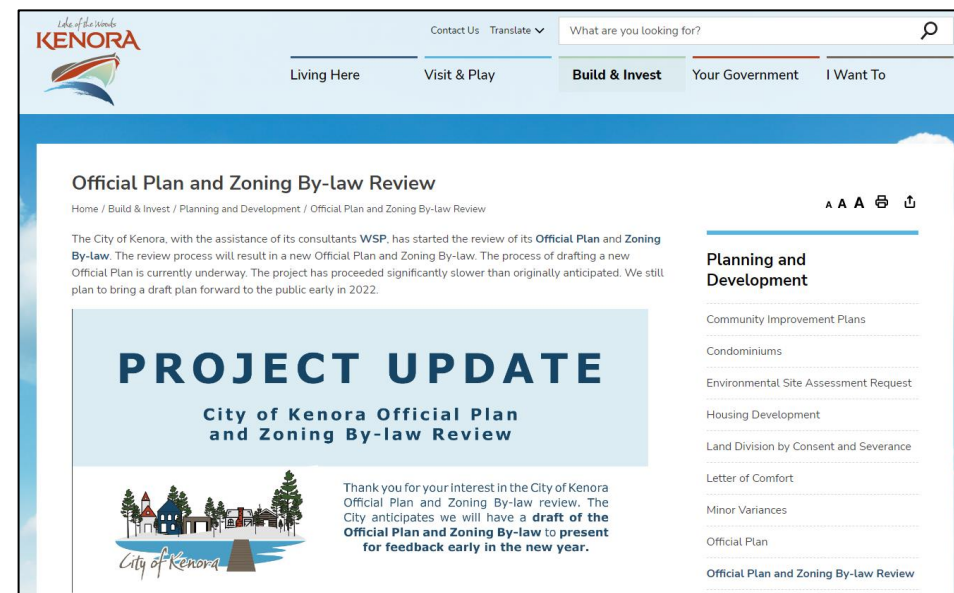 Lake of the Woods
KENORA
Contact Us Translate
What are you looking for?
Living Here
Visit & Play
Build & Invest
Your Government
I Want To
Official Plan and Zoning By-law Review
Home / Build & Invest / Planning and Development / Official Plan and Zoning By-law Review
A A A
The City of Kenora, with the assistance of its consultants WSP, has started the review of its Official Plan and Zoning
By-law. The review process will result in a new Official Plan and Zoning By-law. The process of drafting a new
Official Plan is currently underway. The project has proceeded significantly slower than originally anticipated. We still
plan to bring a draft plan forward to the public early in 2022.
PROJECT UPDATE
City of Kenora Official Plan
and Zoning By-law Review
Thank you for your interest in the City of Kenora
Official Plan and Zoning By-law review. The
City anticipates we will have a draft of the
Official Plan and Zoning By-law to present
for feedback early in the new year.
City of Kenora
Planning and
Development
Community Improvement Plans
Condominiums
Environmental Site Assessment Request
Housing Development
Land Division by Consent and Severance
Letter of Comfort
Minor Variances
Official Plan
Official Plan and Zoning By-law Review